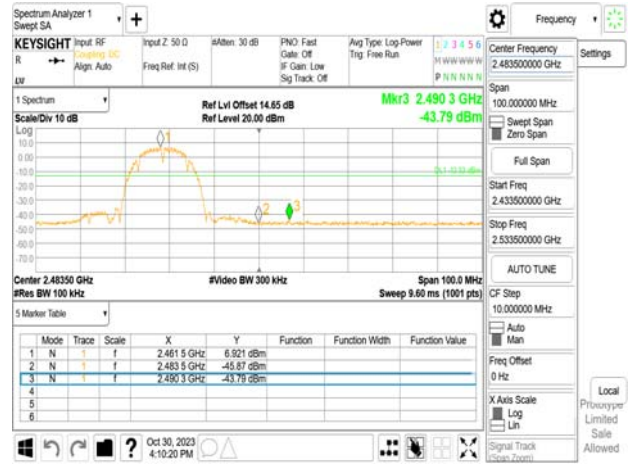 Spectrum Analyzer 1
Swept SA
+
Frequency
KEYSIGHT Input: RF Input Z: 50 Ω #Atten: 30 dB PNO: Fast Avg Type: Log-Power 1 2 3 4 5 6
R Coupling: DC Gate: Off Trig: Free Run M W W W W W
Align: Auto Freq Ref: Int (S) IF Gain: Low
Sig Track: Off P N N N N N
LW
Center Frequency
2.483500000 GHz
Settings
Span
100.000000 MHz
Swept Span
Zero Span
Full Span
Start Freq
2.433500000 GHz
Stop Freq
2.533500000 GHz
AUTO TUNE
CF Step
10.000000 MHz
Auto
Man
Freq Offset
0 Hz
X Axis Scale
Log
Lin
Local
Prototype
Limited
Sale
Allowed
Signal Track
(Span Zoom)
1 Spectrum
Ref Lvl Offset 14.65 dB
Mkr3 2.490 3 GHz
Scale/Div 10 dB
Ref Level 20.00 dBm
-43.79 dBm
Log
10.0
0.00
-10.0
-20.0
-30.0
-40.0
-50.0
-60.0
-70.0
1
2
3
Center 2.48350 GHz
#Video BW 300 kHz
Span 100.0 MHz
#Res BW 100 kHz
Sweep 9.60 ms (1001 pts)
5 Marker Table
Mode Trace Scale X Y Function Function Width Function Value
1 N 1 f 2.461 5 GHz 6.921 dBm
2 N 1 f 2.483 5 GHz -45.87 dBm
3 N 1 f 2.490 3 GHz -43.79 dBm
4
5
6
?
Oct 30, 2023
4:10:20 PM